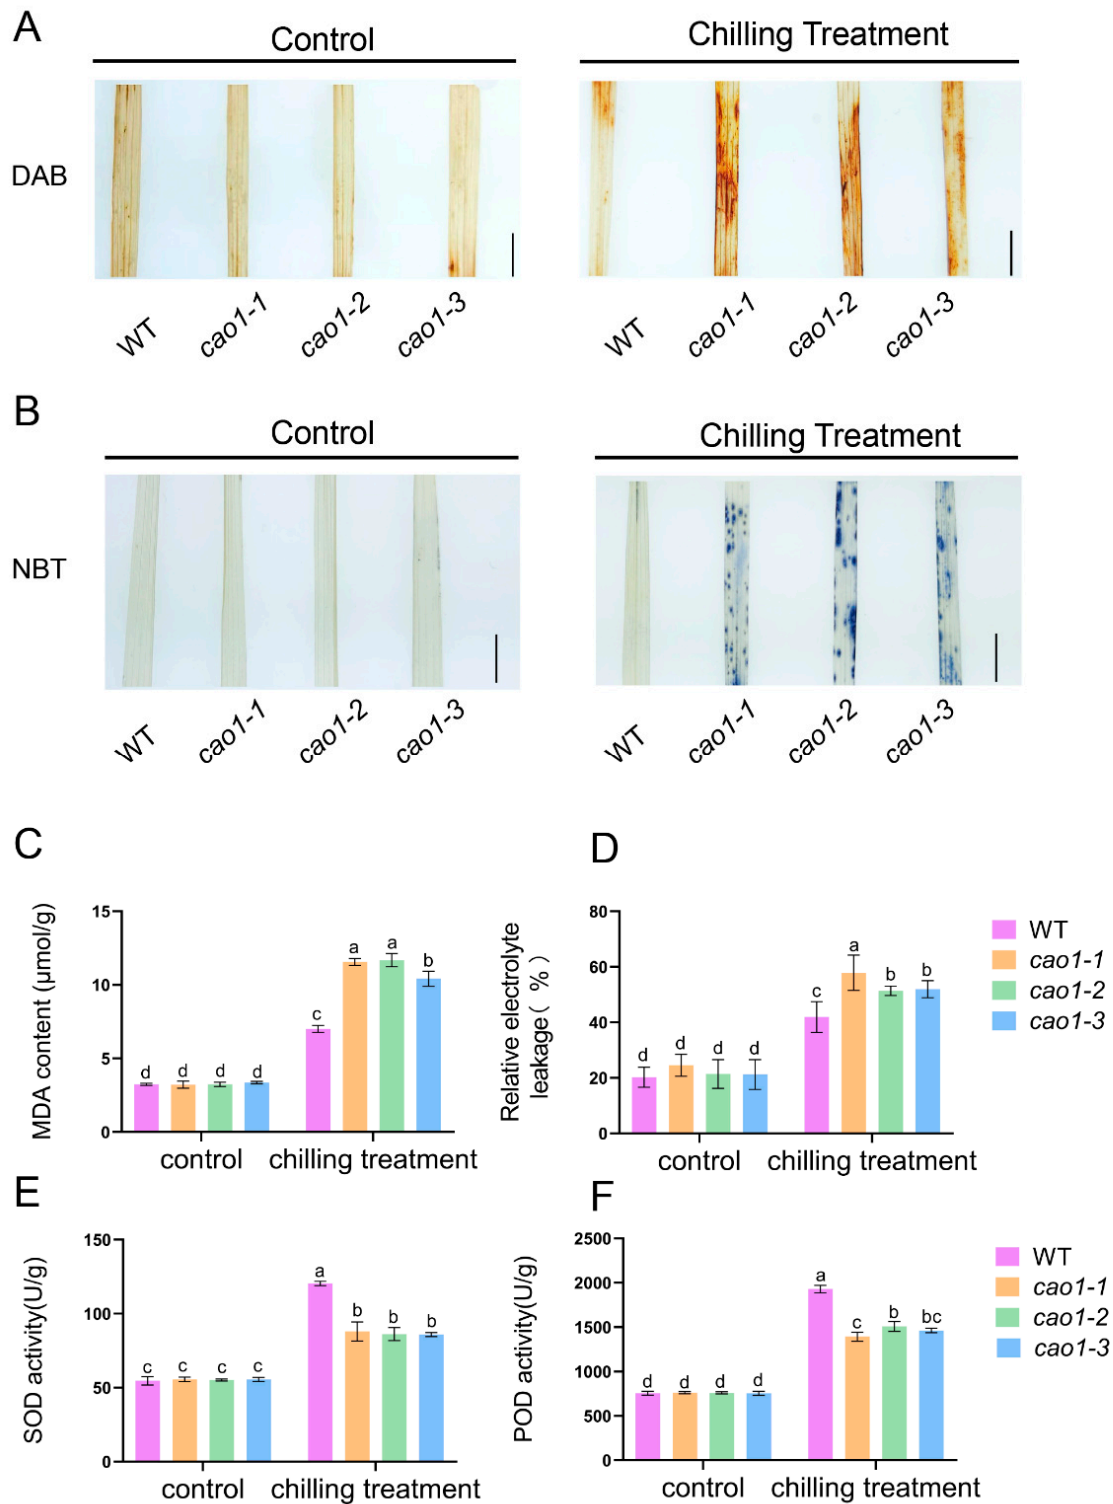 A
Control
Chilling Treatment
DAB
WT
cao1-1
cao1-2
cao1-3
WT
cao1-1
cao1-2
cao1-3
B
Control
Chilling Treatment
NBT
WT
cao1-1
cao1-2
cao1-3
WT
cao1-1
cao1-2
cao1-3
C
MDA content (μmol/g)
15
10
5
0
d d d d c a a b
control chilling treatment
D
Relative electrolyte
leakage( %)
80
60
40
20
0
d d d d c a b b
control chilling treatment
WT
cao1-1
cao1-2
cao1-3
E
SOD activity(U/g)
150
100
50
0
c c c c a b b b
control chilling treatment
F
POD activity(U/g)
2500
2000
1500
1000
500
0
d d d d a c b bc
control chilling treatment
WT
cao1-1
cao1-2
cao1-3